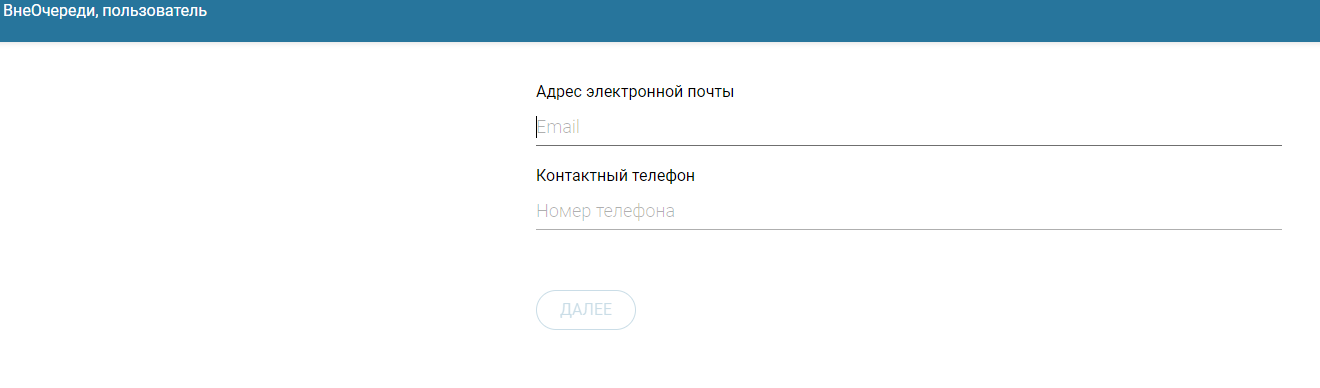 ВнеОчереди, пользователь
Адрес электронной почты
Email
Контактный телефон
Номер телефона
ДАЛЕЕ